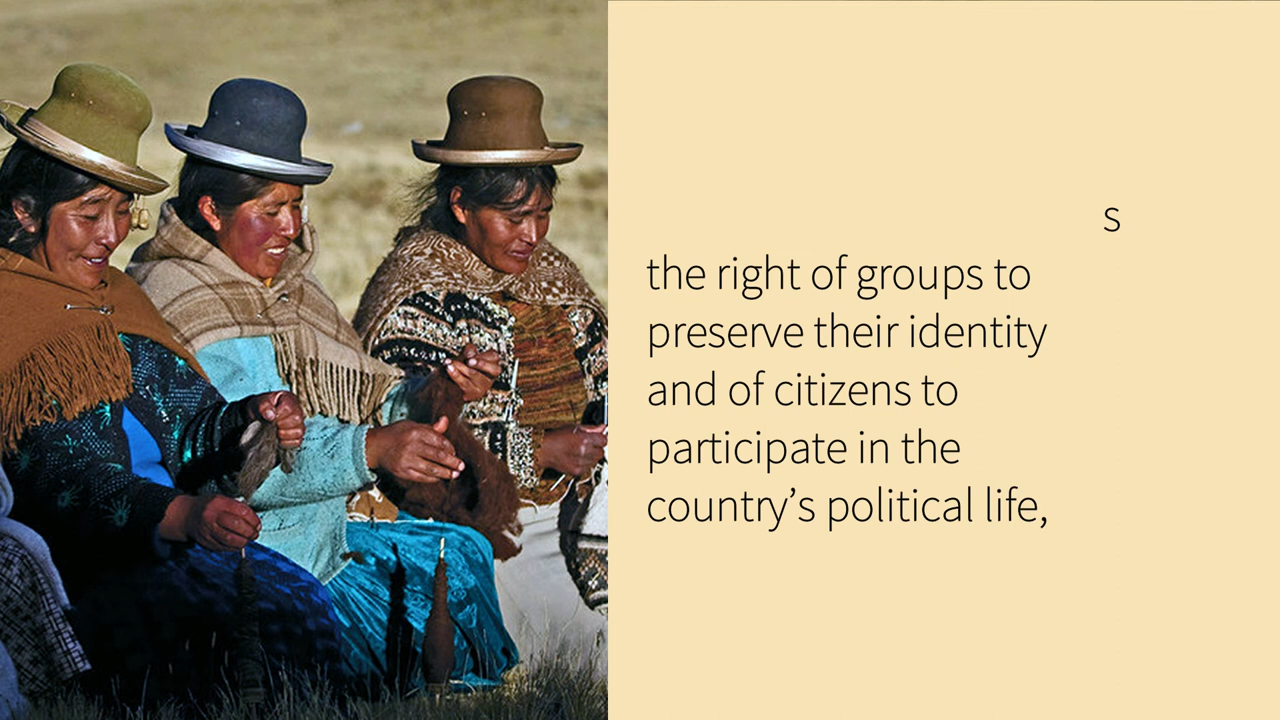 s
the right of groups to
preserve their identity
and of citizens to
participate in the
country’s political life,